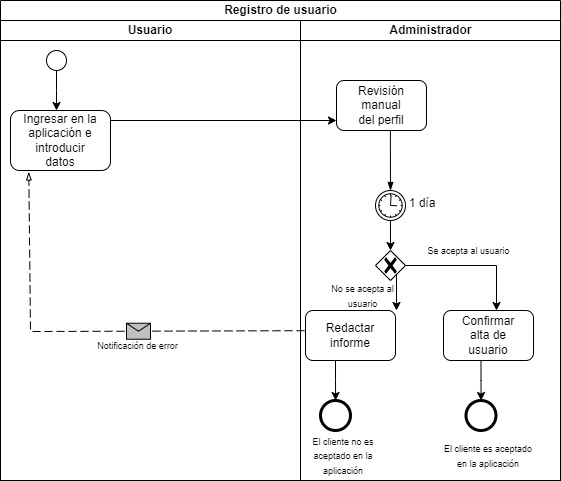 Registro de usuario
Usuario
Administrador
Ingresar en la
aplicación e
introducir
datos
Revisión
manual
del perfil
1 día
Se acepta al usuario
No se acepta al
usuario
Redactar
informe
Confirmar
alta de
usuario
Notificación de error
El cliente no es
aceptado en la
aplicación
El cliente es aceptado
en la aplicación